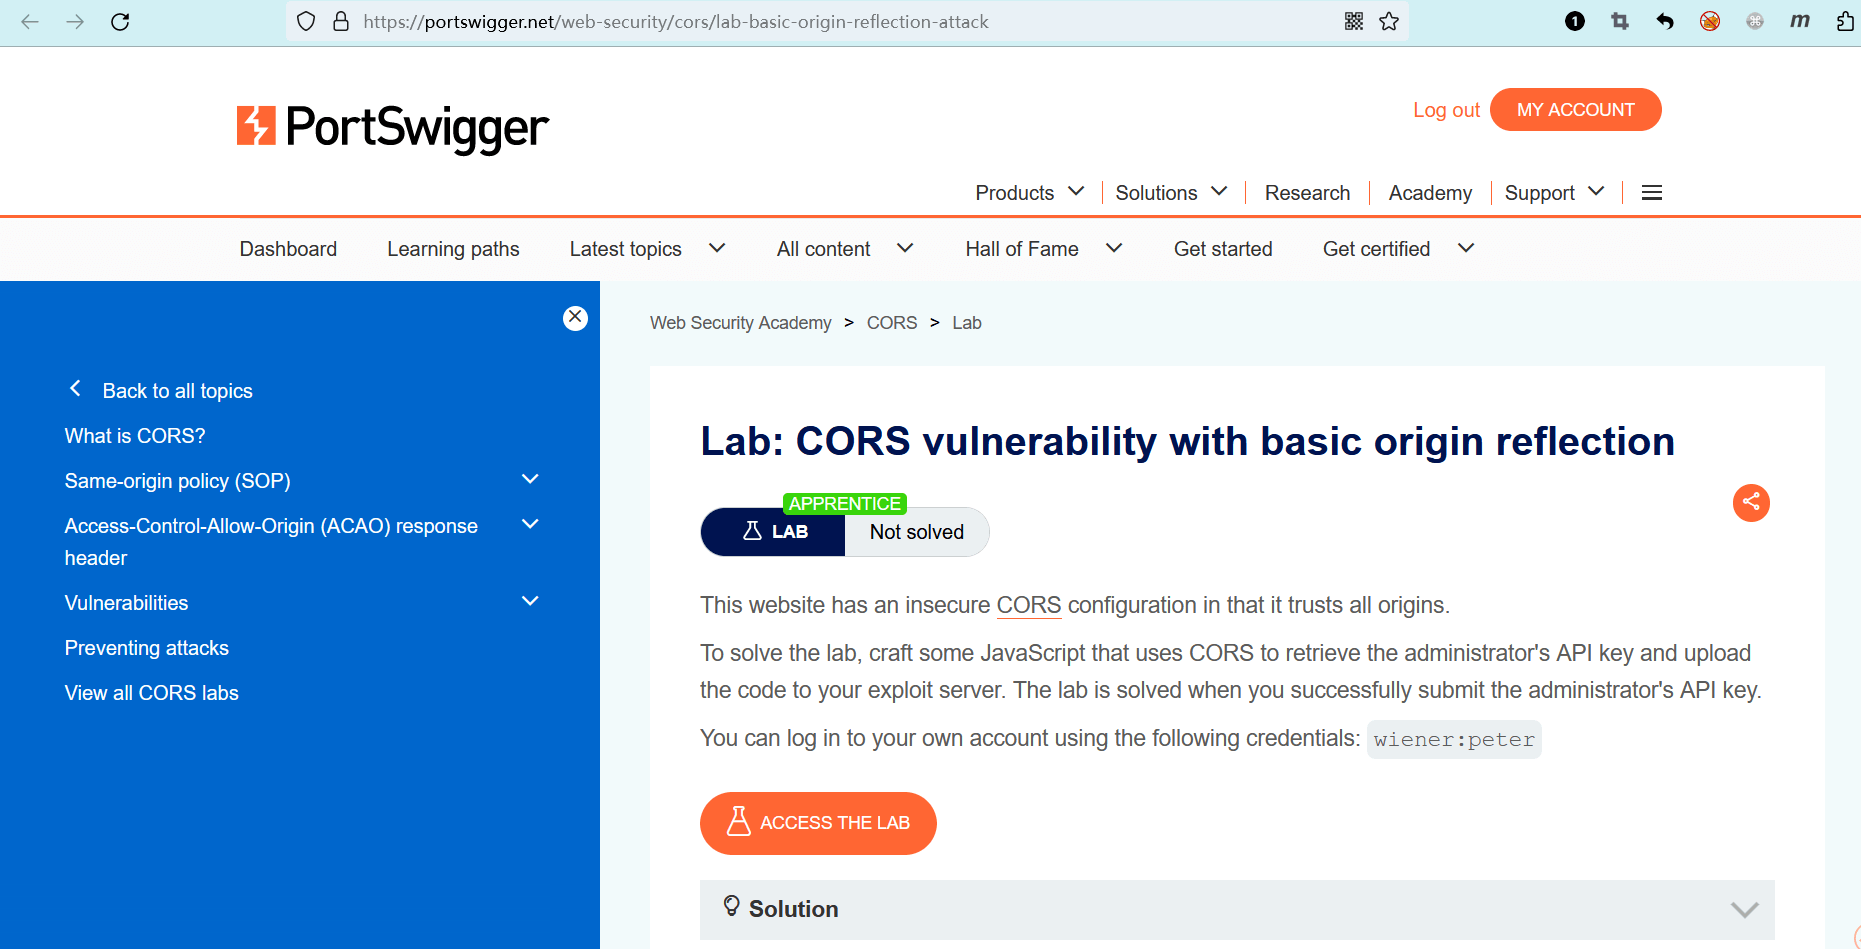 https://portswigger.net/web-security/cors/lab-basic-origin-reflection-attack
1
m
PortSwigger
Log out
MY ACCOUNT
Products
Solutions
Research
Academy
Support
Dashboard
Learning paths
Latest topics
All content
Hall of Fame
Get started
Get certified
Back to all topics
What is CORS?
Same-origin policy (SOP)
Access-Control-Allow-Origin (ACAO) response
header
Vulnerabilities
Preventing attacks
View all CORS labs
Web Security Academy > CORS > Lab
Lab: CORS vulnerability with basic origin reflection
APPRENTICE
LAB
Not solved
This website has an insecure CORS configuration in that it trusts all origins.
To solve the lab, craft some JavaScript that uses CORS to retrieve the administrator's API key and upload
the code to your exploit server. The lab is solved when you successfully submit the administrator's API key.
You can log in to your own account using the following credentials: wiener:peter
ACCESS THE LAB
Solution